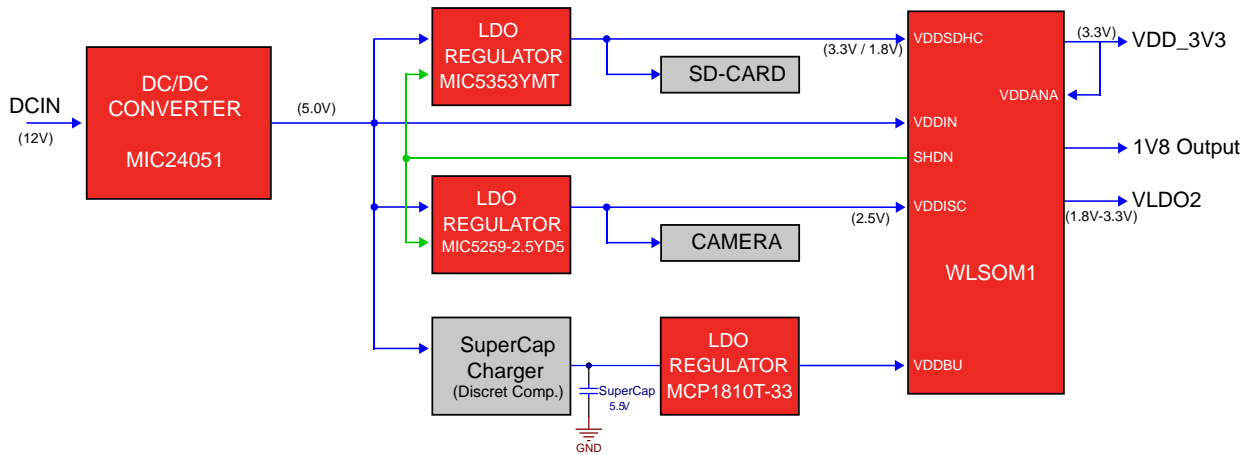 DCIN
(12V)
DC/DC
CONVERTER
MIC24051
(5.0V)
LDO
REGULATOR
MIC5353YMT
(3.3V / 1.8V)
SD-CARD
LDO
REGULATOR
MIC5259-2.5YD5
(2.5V)
CAMERA
SuperCap
Charger
(Discret Comp.)
SuperCap
5.5V
GND
LDO
REGULATOR
MCP1810T-33
VDDSDHC
VDDANA
VDDIN
SHDN
VDDISC
WLSOM1
VDDBU
(3.3V)
VDD_3V3
1V8 Output
VLDO2
(1.8V-3.3V)